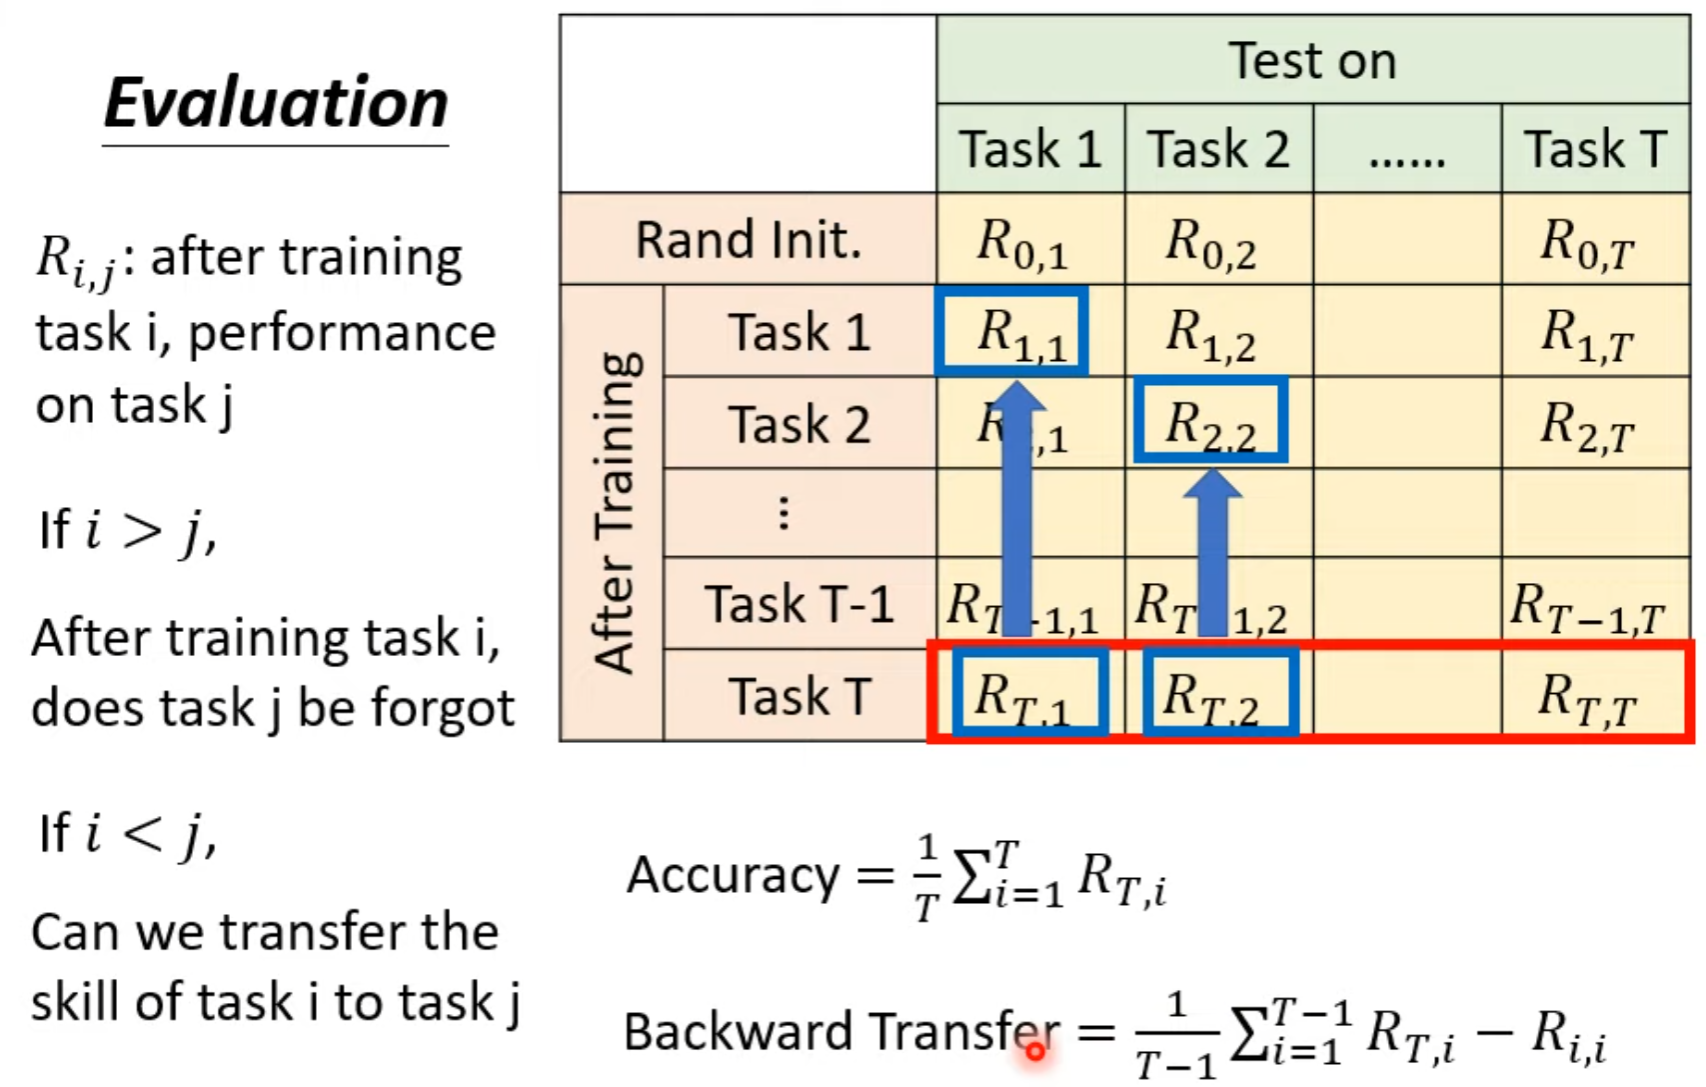 Evaluation
R_{i,j}: after training
task i, performance
on task j
If i > j,
After training task i,
does task j be forgot
If i < j,
Can we transfer the
skill of task i to task j
Test on
Task 1 Task 2 …… Task T
Rand Init. R_{0,1} R_{0,2} R_{0,T}
After Training
Task 1 R_{1,1} R_{1,2} R_{1,T}
Task 2 R_{2,2} R_{2,T}
⋮
Task T-1 R_{T-1,1} R_{T-1,2} R_{T-1,T}
Task T R_{T,1} R_{T,2} R_{T,T}
Accuracy = \frac{1}{T} \sum_{i=1}^{T} R_{T,i}
Backward Transfer = \frac{1}{T-1} \sum_{i=1}^{T-1} R_{T,i} - R_{i,i}